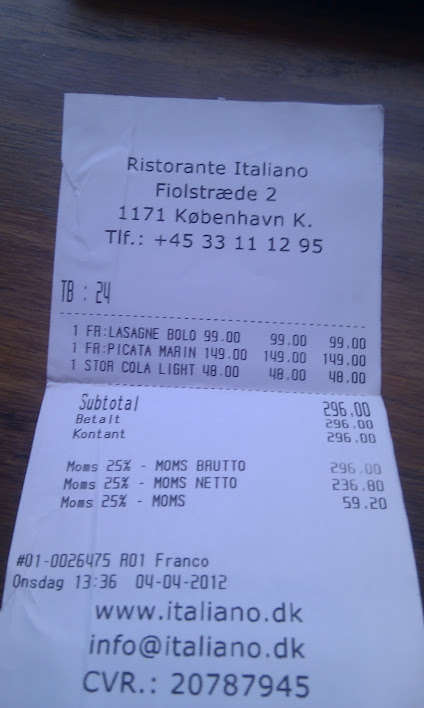 Ristorante Italiano
Fiolstræde 2
1171 København K.
Tlf.: +45 33 11 12 95
TB : 24
1 FR:LASAGNE BOLO 99.00 99.00 99.00
1 FR:PICATA MARIN 149.00 149.00 149.00
1 STOR COLA LIGHT 48.00 48.00 48.00
Subtotal 296.00
Betalt 296.00
Kontant 296.00
Moms 25% - MOMS BRUTTO 296.00
Moms 25% - MOMS NETTO 236.80
Moms 25% - MOMS 59.20
#01-0026475 R01 Franco
Onsdag 13:36 04-04-2012
www.italiano.dk
info@italiano.dk
CVR.: 20787945